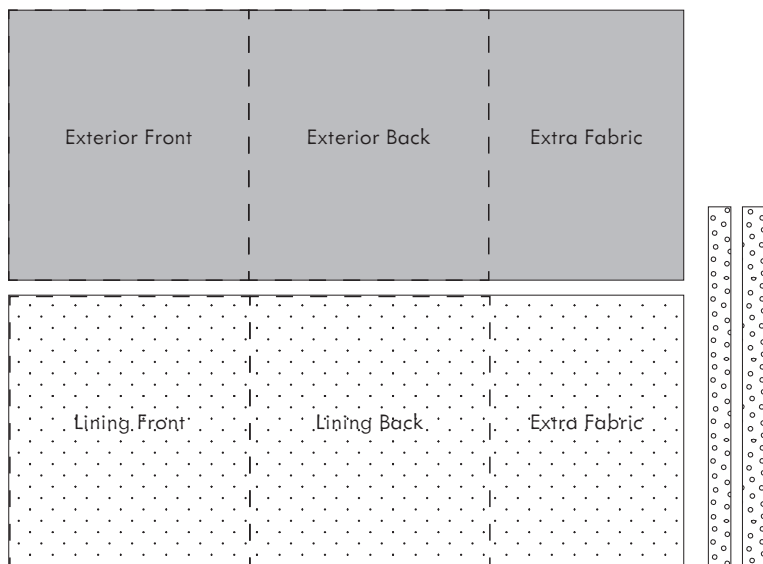 Exterior Front
Exterior Back
Extra Fabric
Lining Front
Lining Back
Extra Fabric